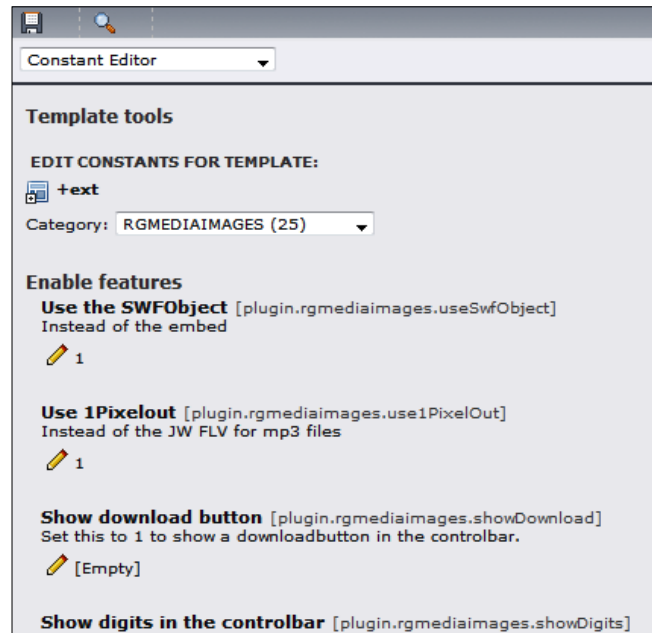 Constant Editor
Template tools
EDIT CONSTANTS FOR TEMPLATE:
+ext
Category: RGMEDIAIMAGES (25)
Enable features
Use the SWFObject [plugin.rgmediaimages.useSwfObject]
Instead of the embed
1
Use 1Pixelout [plugin.rgmediaimages.use1PixelOut]
Instead of the JW FLV for mp3 files
1
Show download button [plugin.rgmediaimages.showDownload]
Set this to 1 to show a downloadbutton in the controlbar.
[Empty]
Show digits in the controlbar [plugin.rgmediaimages.showDigits]